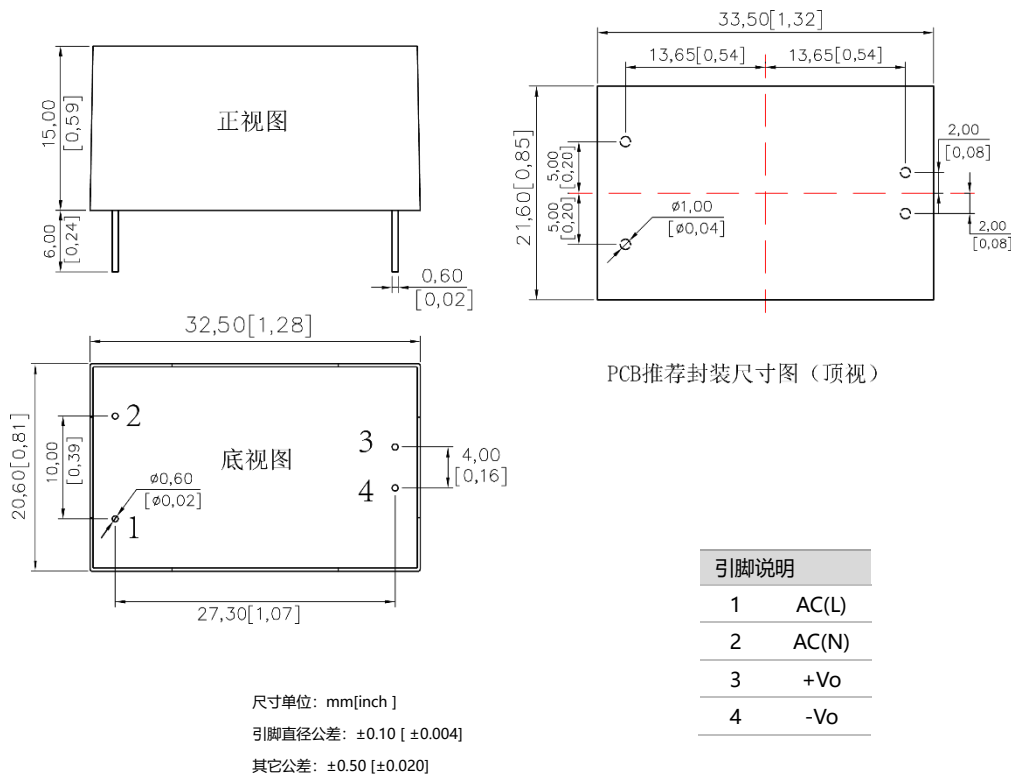 15,00
[0,59]
正视图
6,00
[0,24]
0,60
[0,02]
33,50[1,32]
13,65[0,54]
13,65[0,54]
21,60[0,85]
5,00
[0,20]
5,00
[0,20]
ø1,00
[ø0,04]
2,00
[0,08]
2,00
[0,08]
PCB推荐封装尺寸图（顶视）
32,50[1,28]
20,60[0,81]
10,00
[0,39]
2
底视图
3
4
4,00
[0,16]
ø0,60
[ø0,02]
1
27,30[1,07]
引脚说明
1 AC(L)
2 AC(N)
3 +Vo
4 -Vo
尺寸单位：mm[inch ]
引脚直径公差：±0.10 [ ±0.004]
其它公差：±0.50 [±0.020]